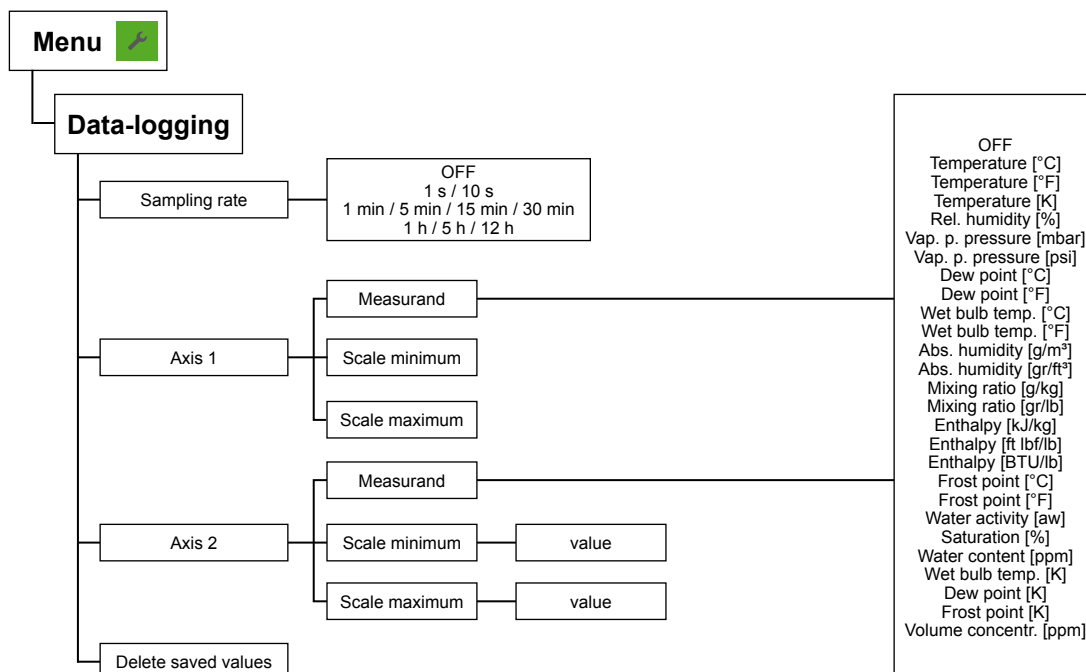 Menu
Data-logging
Sampling rate
OFF
1 s / 10 s
1 min / 5 min / 15 min / 30 min
1 h / 5 h / 12 h
Axis 1
Measurand
Scale minimum
Scale maximum
Axis 2
Measurand
Scale minimum
value
Scale maximum
value
Delete saved values
OFF
Temperature [°C]
Temperature [°F]
Temperature [K]
Rel. humidity [%]
Vap. p. pressure [mbar]
Vap. p. pressure [psi]
Dew point [°C]
Dew point [°F]
Wet bulb temp. [°C]
Wet bulb temp. [°F]
Abs. humidity [g/m³]
Abs. humidity [gr/ft³]
Mixing ratio [g/kg]
Mixing ratio [gr/lb]
Enthalpy [kJ/kg]
Enthalpy [ft lbf/lb]
Enthalpy [BTU/lb]
Frost point [°C]
Frost point [°F]
Water activity [aw]
Saturation [%]
Water content [ppm]
Wet bulb temp. [K]
Dew point [K]
Frost point [K]
Volume concentr. [ppm]